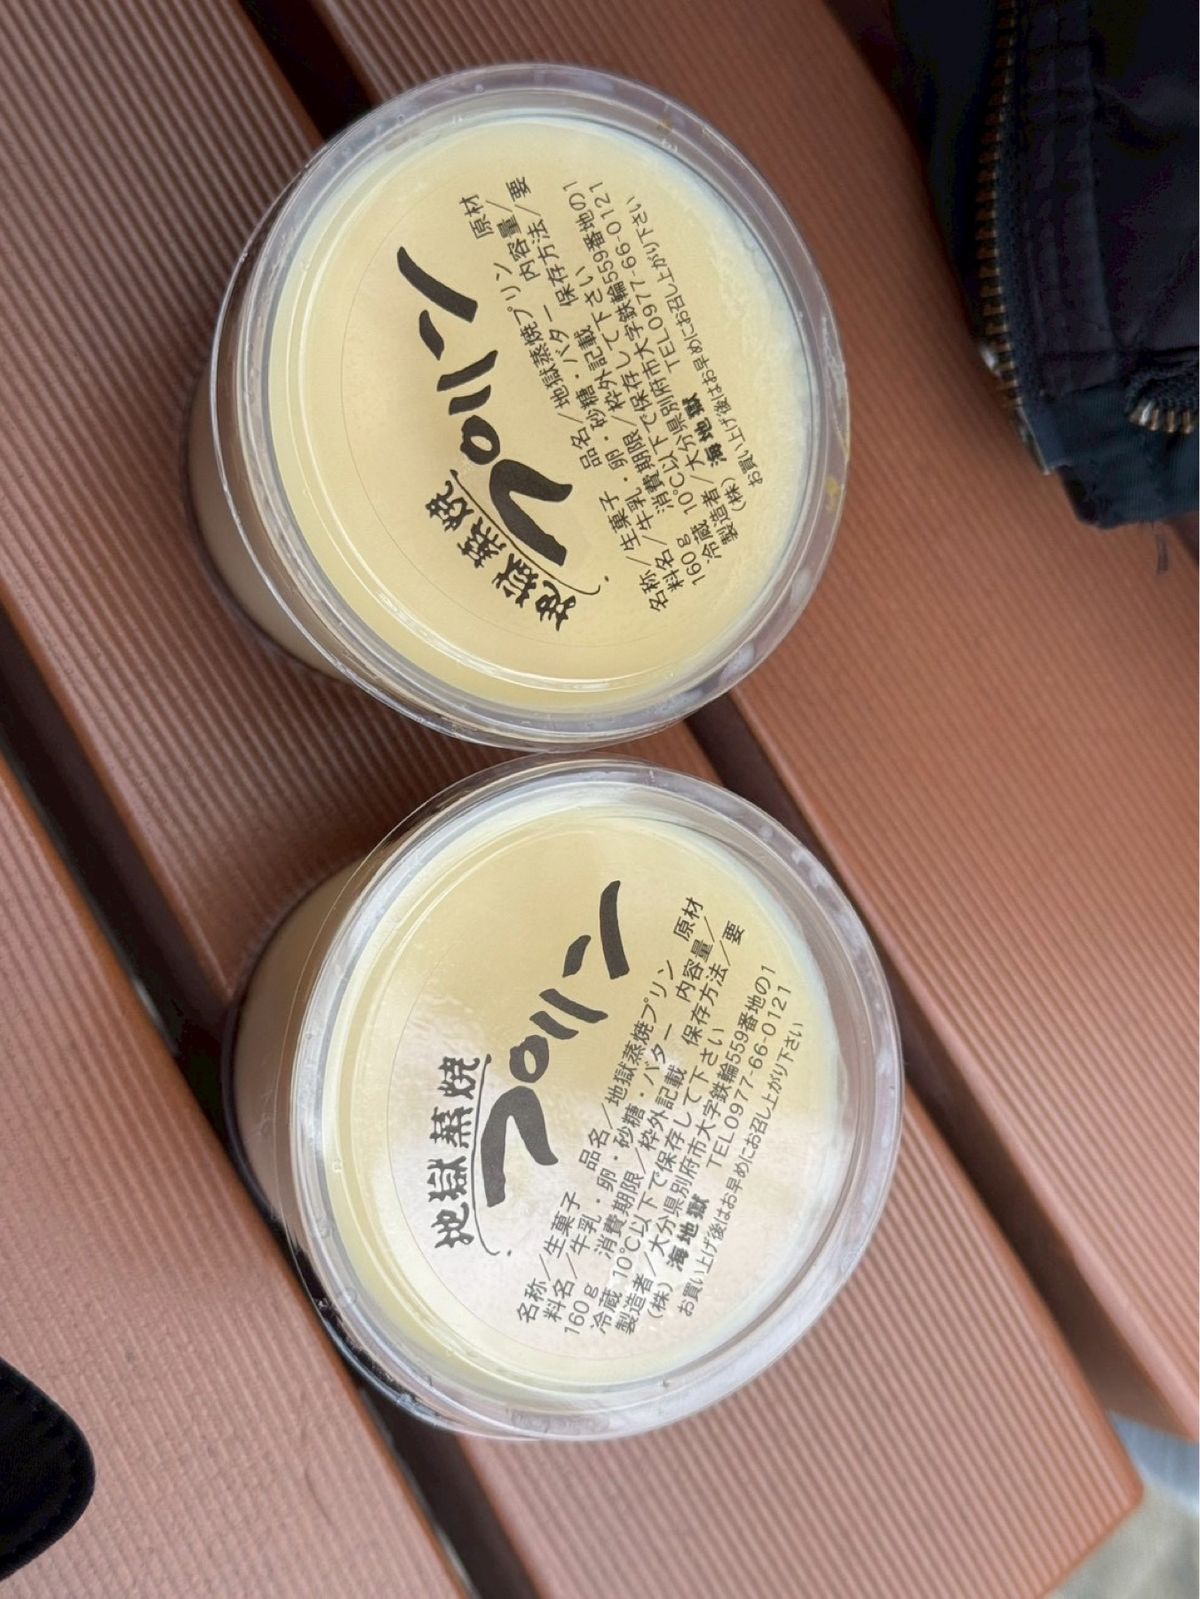 地獄蒸焼
プリン
名称/生菓子 品名/地獄蒸焼プリン 原材
料名/牛乳・卵・砂糖・バター 内容量/
160g 消費期限/枠外記載 保存方法/要
冷蔵 10℃以下で保存して下さい
製造者/大分県別府市大字鉄輪559番地の1
(株)海地獄 TEL0977-66-0121
お買い上げ後はお早めにお召し上がり下さい
地獄蒸焼
プリン
名称/生菓子 品名/地獄蒸焼プリン 原材
料名/牛乳・卵・砂糖・バター 内容量/
160g 消費期限/枠外記載 保存方法/要
冷蔵 10℃以下で保存して下さい
製造者/大分県別府市大字鉄輪559番地の1
(株)海地獄 TEL0977-66-0121
お買い上げ後はお早めにお召し上がり下さい